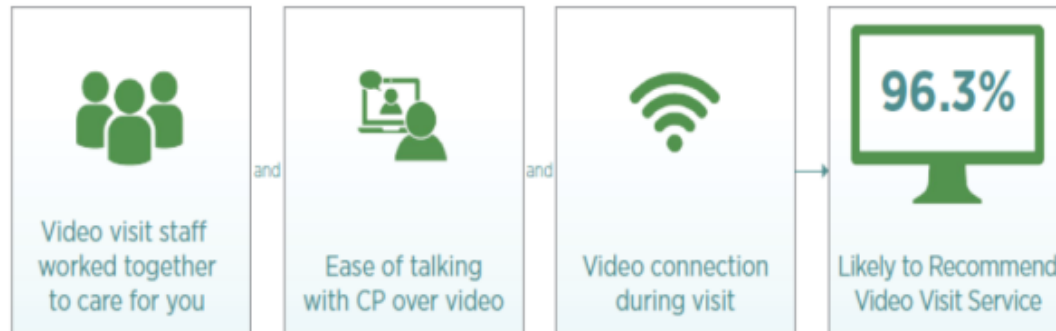 Video visit staff
worked together
to care for you
and
Ease of talking
with CP over video
and
Video connection
during visit
96.3%
Likely to Recommend
Video Visit Service